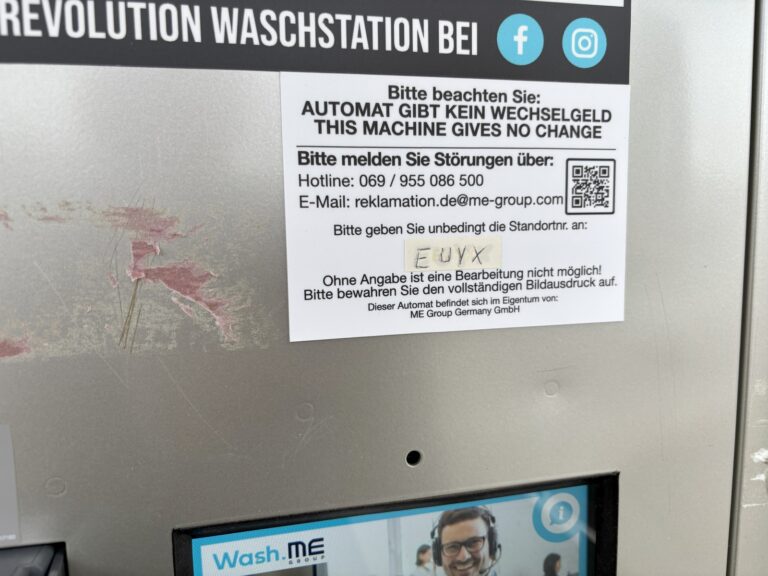 REVOLUTION WASCHSTATION BEI
Bitte beachten Sie:
AUTOMAT GIBT KEIN WECHSELGELD
THIS MACHINE GIVES NO CHANGE
Bitte melden Sie Störungen über:
Hotline: 069 / 955 086 500
E-Mail: reklamation.de@me-group.com
Bitte geben Sie unbedingt die Standortnr. an:
EUYX
Ohne Angabe ist eine Bearbeitung nicht möglich!
Bitte bewahren Sie den vollständigen Bildausdruck auf.
Dieser Automat befindet sich im Eigentum von:
ME Group Germany GmbH
Wash.ME
GROUP